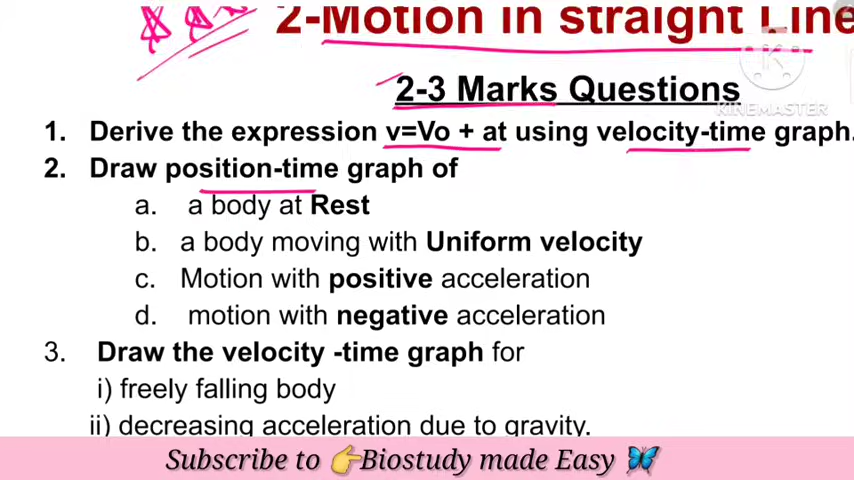 2-Motion in straight Line
2-3 Marks Questions
KINEMASTER
1. Derive the expression v=Vo + at using velocity-time graph.
2. Draw position-time graph of
a. a body at Rest
b. a body moving with Uniform velocity
c. Motion with positive acceleration
d. motion with negative acceleration
3. Draw the velocity -time graph for
i) freely falling body
ii) decreasing acceleration due to gravity.
Subscribe to 👉Biostudy made Easy 🦋